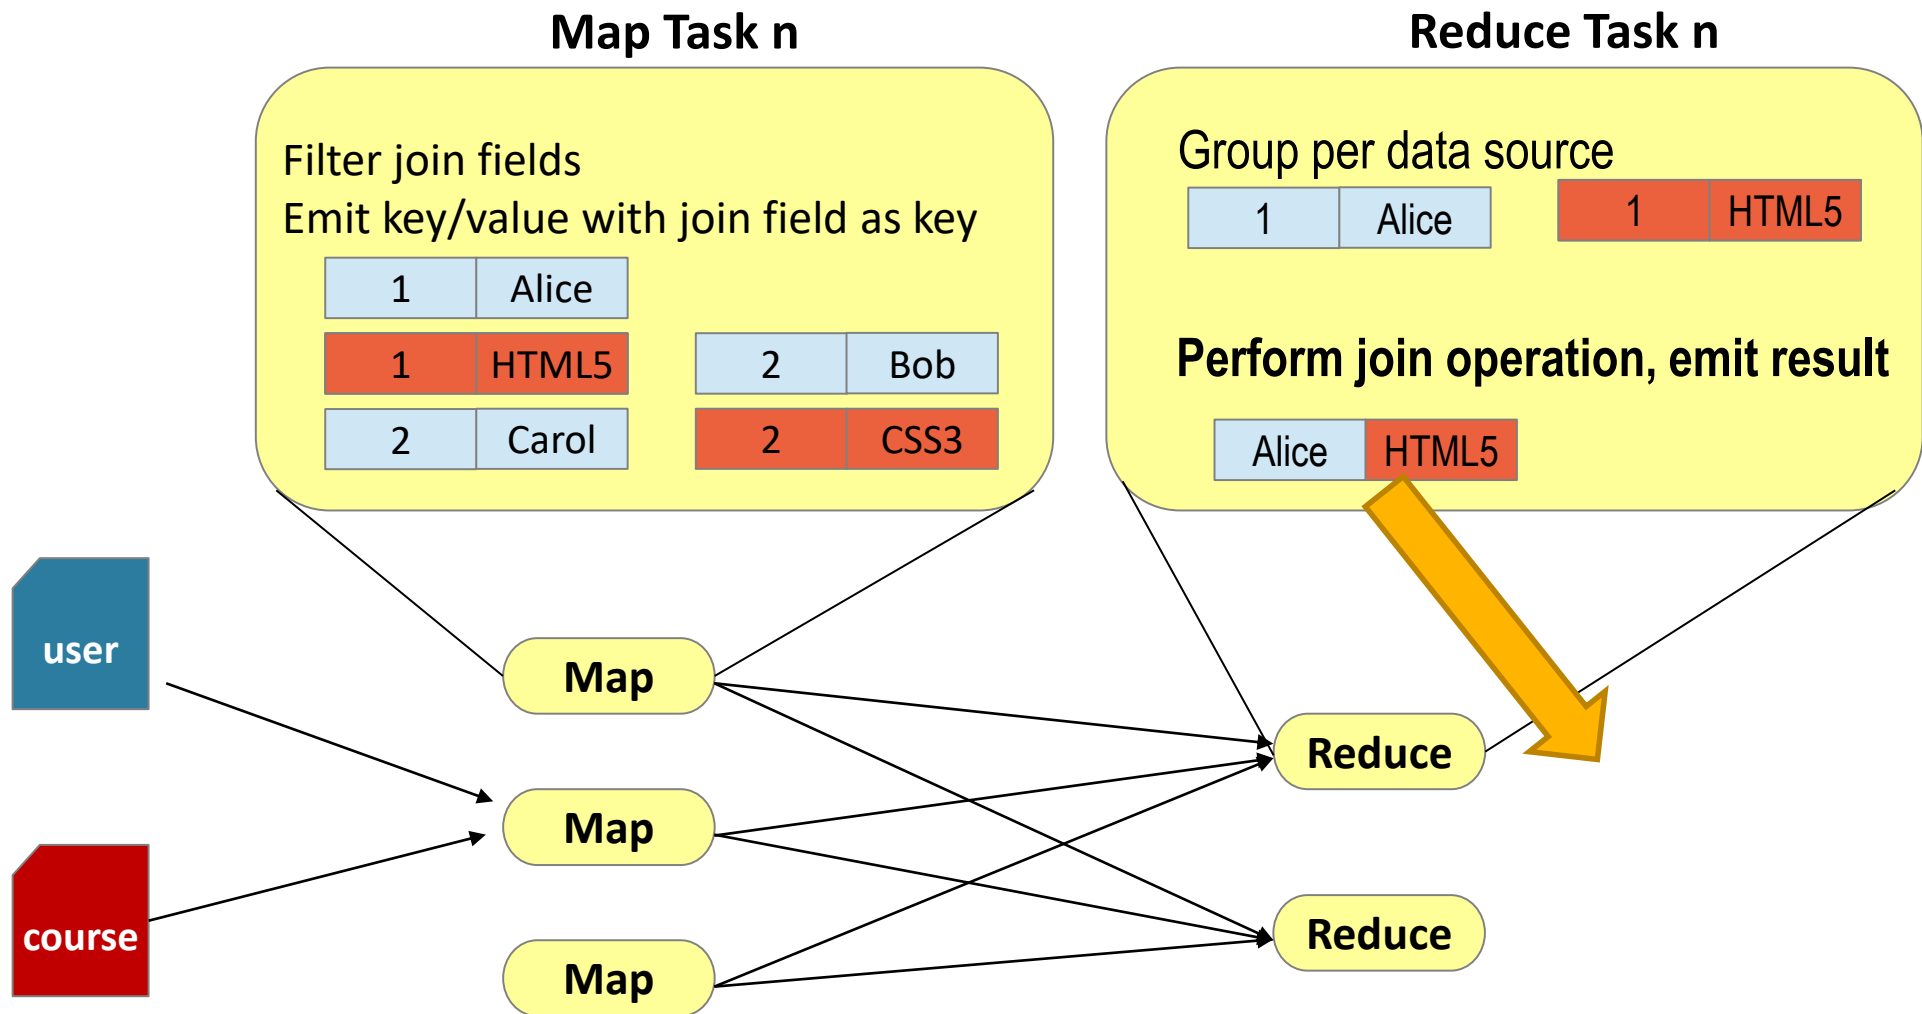 Map Task n
Reduce Task n
Filter join fields
Emit key/value with join field as key
1 Alice
1 HTML5
2 Bob
2 Carol
2 CSS3
Group per data source
1 Alice
1 HTML5
Perform join operation, emit result
Alice HTML5
user
course
Map
Map
Map
Reduce
Reduce